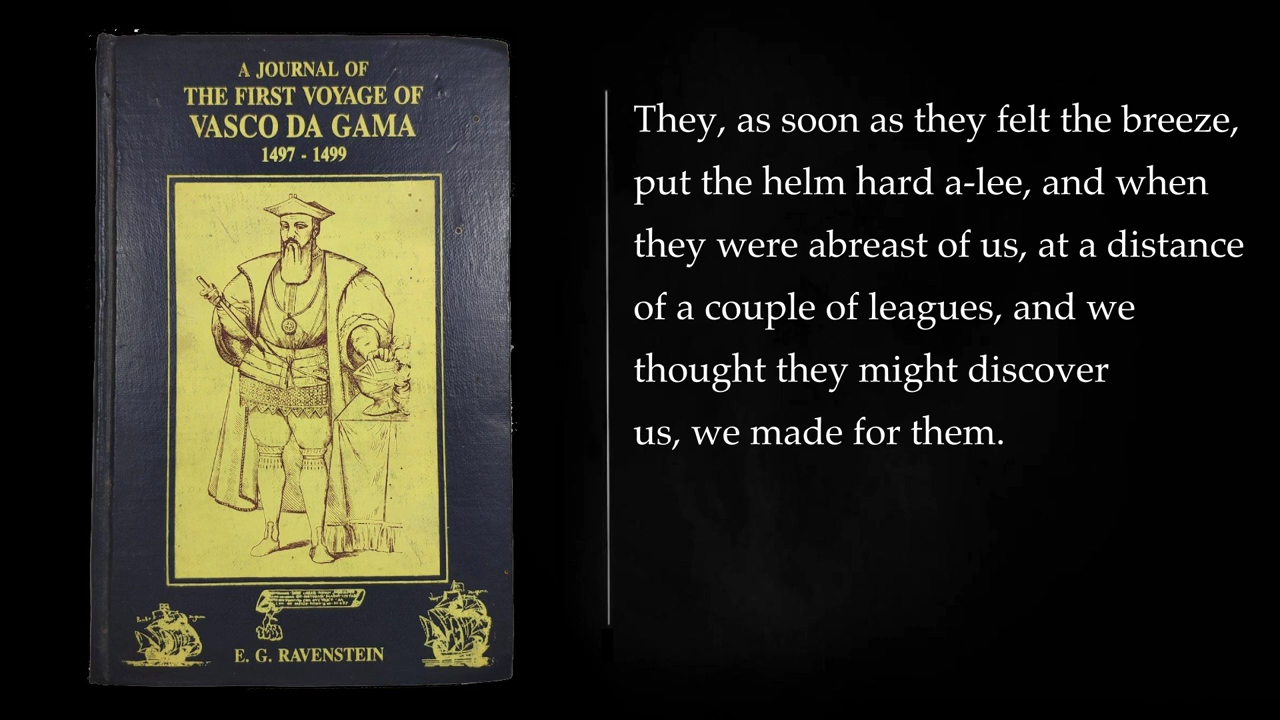 A JOURNAL OF
THE FIRST VOYAGE OF
VASCO DA GAMA
1497 - 1499
E. G. RAVENSTEIN
They, as soon as they felt the breeze,
put the helm hard a-lee, and when
they were abreast of us, at a distance
of a couple of leagues, and we
thought they might discover
us, we made for them.